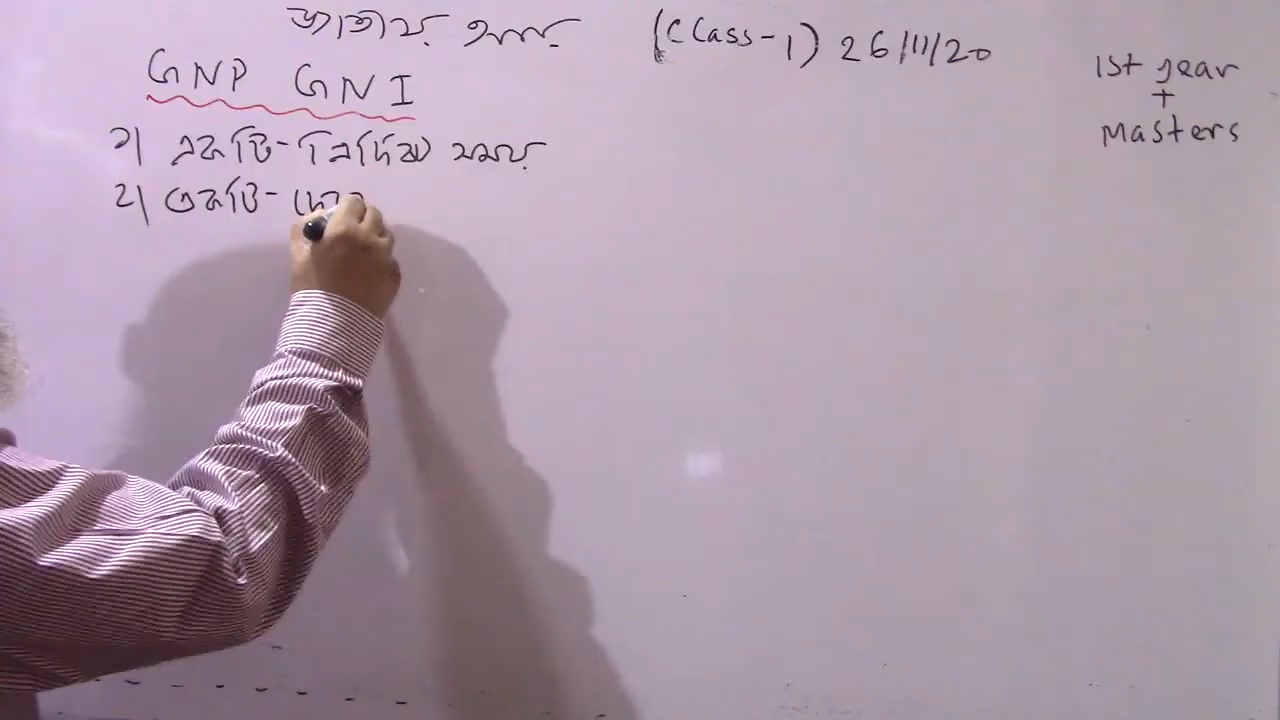 জাতীয় আয় (Class-1) 26/11/20
1st year
+
Masters
GNP GNI
১| একটি নির্দিষ্ট সময়
২| একটি